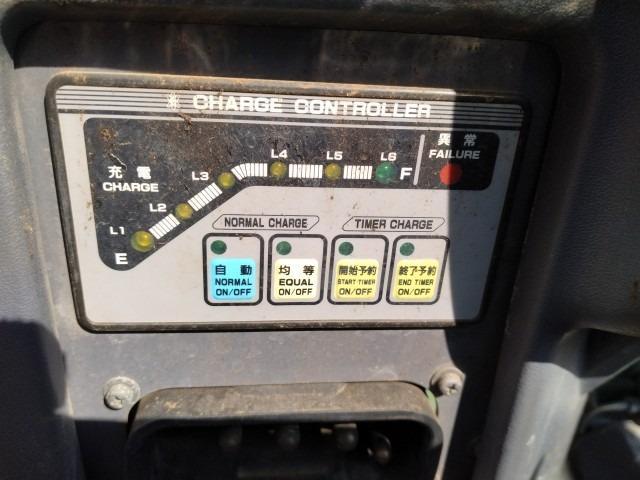 ※ CHARGE CONTROLLER
充電
CHARGE
E
L1
L2
L3
L4
L5
L6
F
異常
FAILURE
NORMAL CHARGE
TIMER CHARGE
自動
NORMAL
ON/OFF
均等
EQUAL
ON/OFF
開始予約
START TIMER
ON/OFF
終了予約
END TIMER
ON/OFF